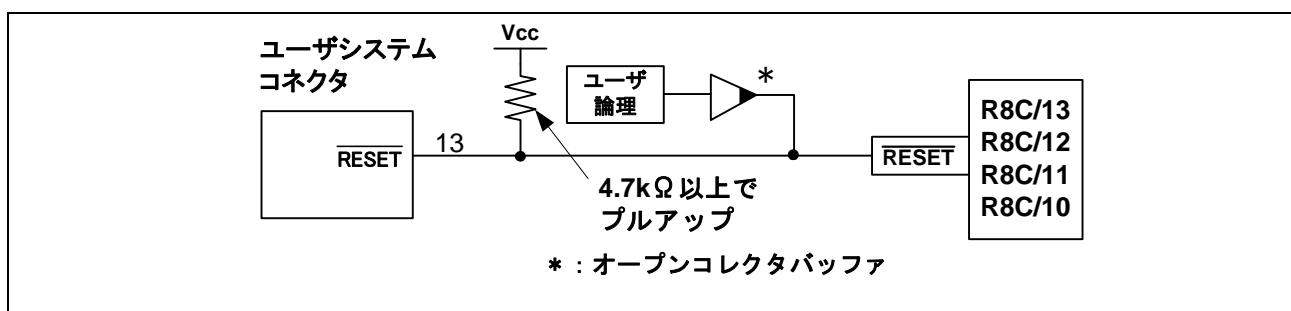 ユーザシステム
コネクタ
Vcc
ユーザ
論理
*
RESET
13
4.7kΩ以上で
プルアップ
RESET
R8C/13
R8C/12
R8C/11
R8C/10
*：オープンコレクタバッファ